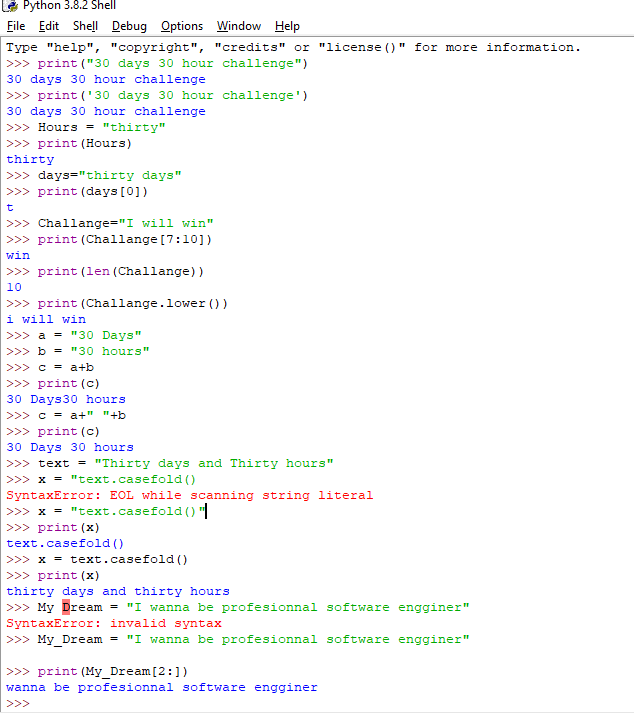 Python 3.8.2 Shell
File Edit Shell Debug Options Window Help
Type "help", "copyright", "credits" or "license()" for more information.
>>> print("30 days 30 hour challenge")
30 days 30 hour challenge
>>> print('30 days 30 hour challenge')
30 days 30 hour challenge
>>> Hours = "thirty"
>>> print(Hours)
thirty
>>> days="thirty days"
>>> print(days[0])
t
>>> Challange="I will win"
>>> print(Challange[7:10])
win
>>> print(len(Challange))
10
>>> print(Challange.lower())
i will win
>>> a = "30 Days"
>>> b = "30 hours"
>>> c = a+b
>>> print(c)
30 Days30 hours
>>> c = a+" "+b
>>> print(c)
30 Days 30 hours
>>> text = "Thirty days and Thirty hours"
>>> x = "text.casefold()
SyntaxError: EOL while scanning string literal
>>> x = "text.casefold()"
>>> print(x)
text.casefold()
>>> x = text.casefold()
>>> print(x)
thirty days and thirty hours
>>> My Dream = "I wanna be profesionnal software engginer"
SyntaxError: invalid syntax
>>> My_Dream = "I wanna be profesionnal software engginer"
>>> print(My_Dream[2:])
wanna be profesionnal software engginer
>>>